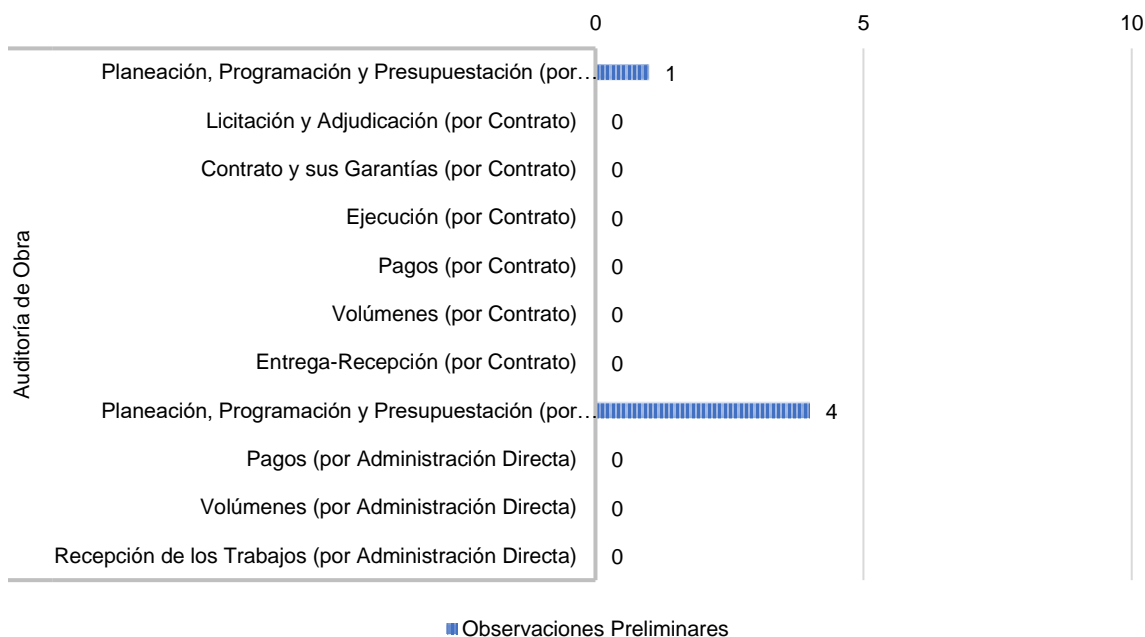 0 5 10
Auditoría de Obra
Planeación, Programación y Presupuestación (por… 1
Licitación y Adjudicación (por Contrato) 0
Contrato y sus Garantías (por Contrato) 0
Ejecución (por Contrato) 0
Pagos (por Contrato) 0
Volúmenes (por Contrato) 0
Entrega-Recepción (por Contrato) 0
Planeación, Programación y Presupuestación (por… 4
Pagos (por Administración Directa) 0
Volúmenes (por Administración Directa) 0
Recepción de los Trabajos (por Administración Directa) 0
Observaciones Preliminares